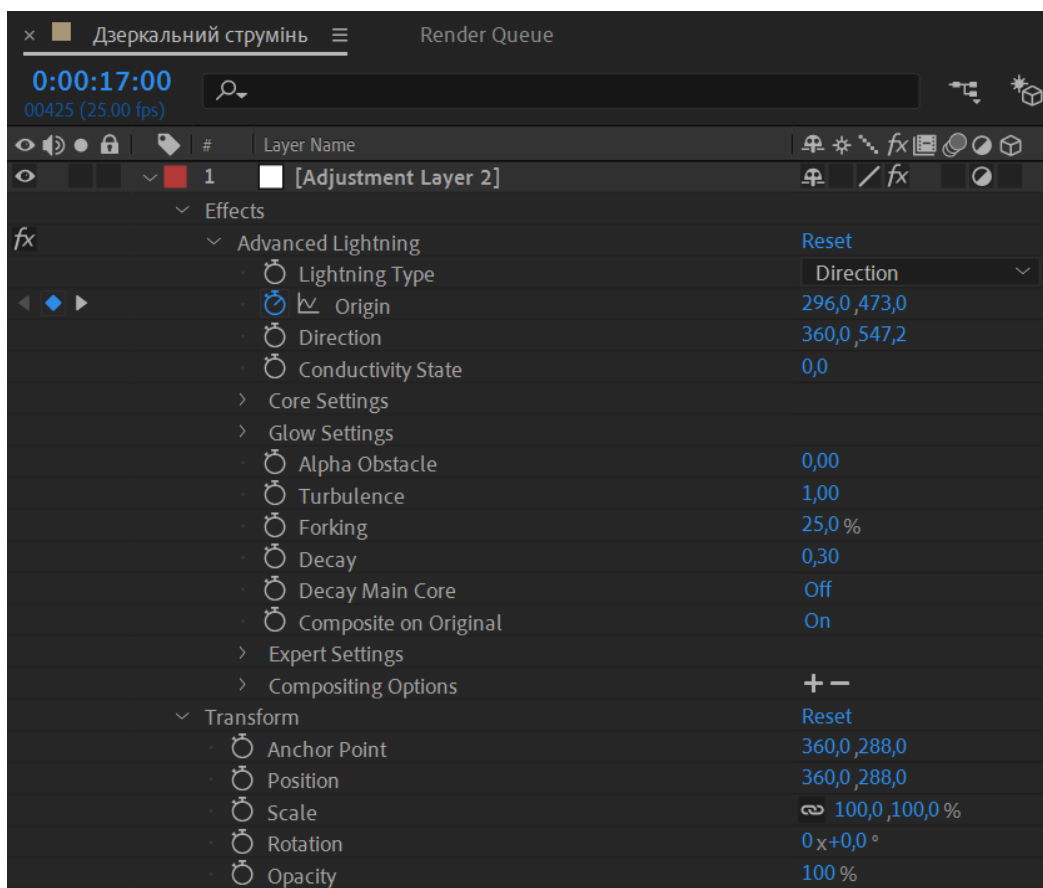 × Дзеркальний струмінь Render Queue
0:00:17:00
00425 (25.00 fps)
# Layer Name fx
1 [Adjustment Layer 2] fx
Effects
fx Advanced Lightning Reset
Lightning Type Direction
Origin 296,0,473,0
Direction 360,0,547,2
Conductivity State 0,0
Core Settings
Glow Settings
Alpha Obstacle 0,00
Turbulence 1,00
Forking 25,0 %
Decay 0,30
Decay Main Core Off
Composite on Original On
Expert Settings
Compositing Options + −
Transform Reset
Anchor Point 360,0,288,0
Position 360,0,288,0
Scale 100,0,100,0 %
Rotation 0 x+0,0 °
Opacity 100 %